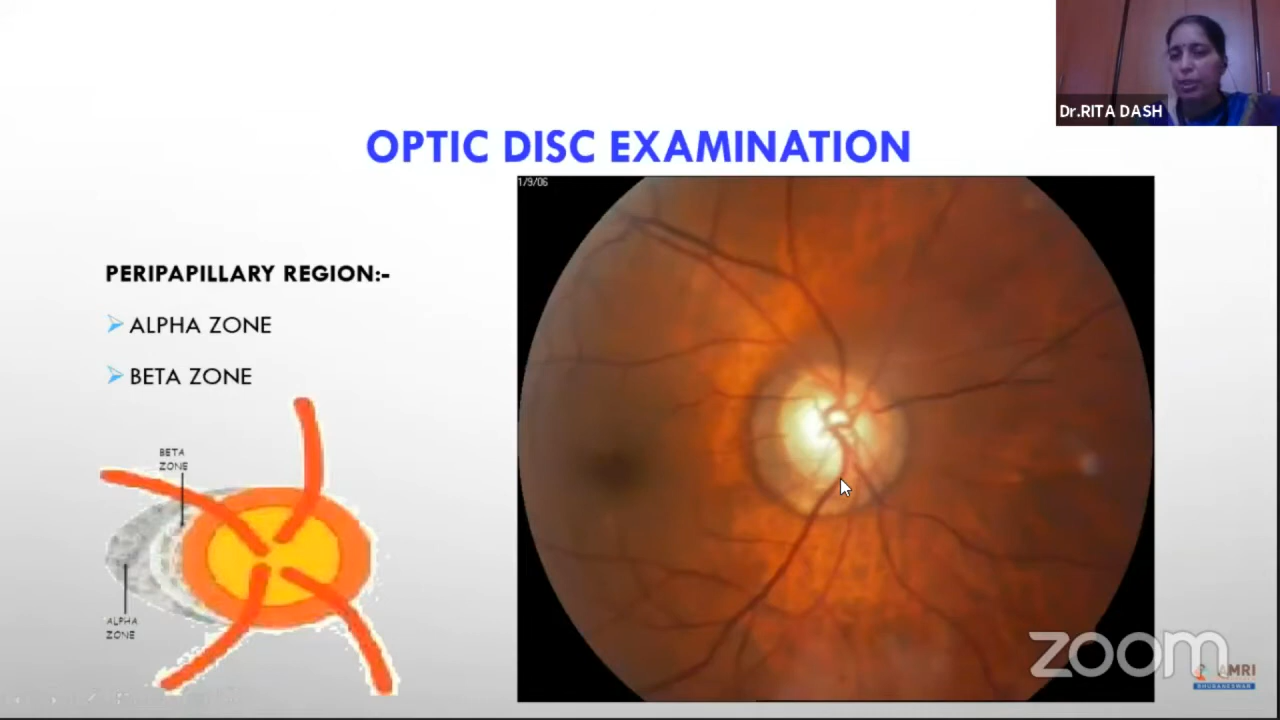 Dr.RITA DASH
OPTIC DISC EXAMINATION
1/9/06
PERIPAPILLARY REGION:-
ALPHA ZONE
BETA ZONE
BETA
ZONE
ALPHA
ZONE
zoom
AMRI
BHUBANESWAR